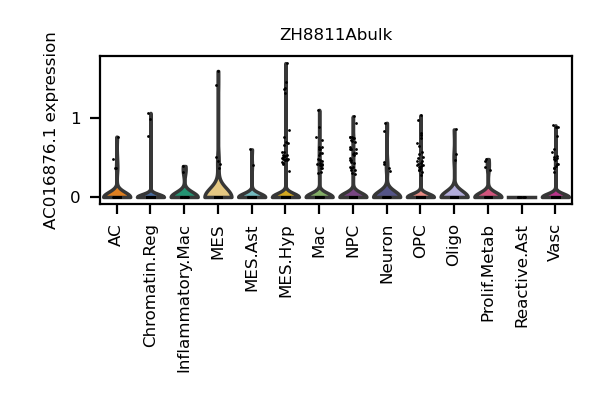 ZH8811Abulk
AC016876.1 expression
1
0
AC
Chromatin.Reg
Inflammatory.Mac
MES
MES.Ast
MES.Hyp
Mac
NPC
Neuron
OPC
Oligo
Prolif.Metab
Reactive.Ast
Vasc